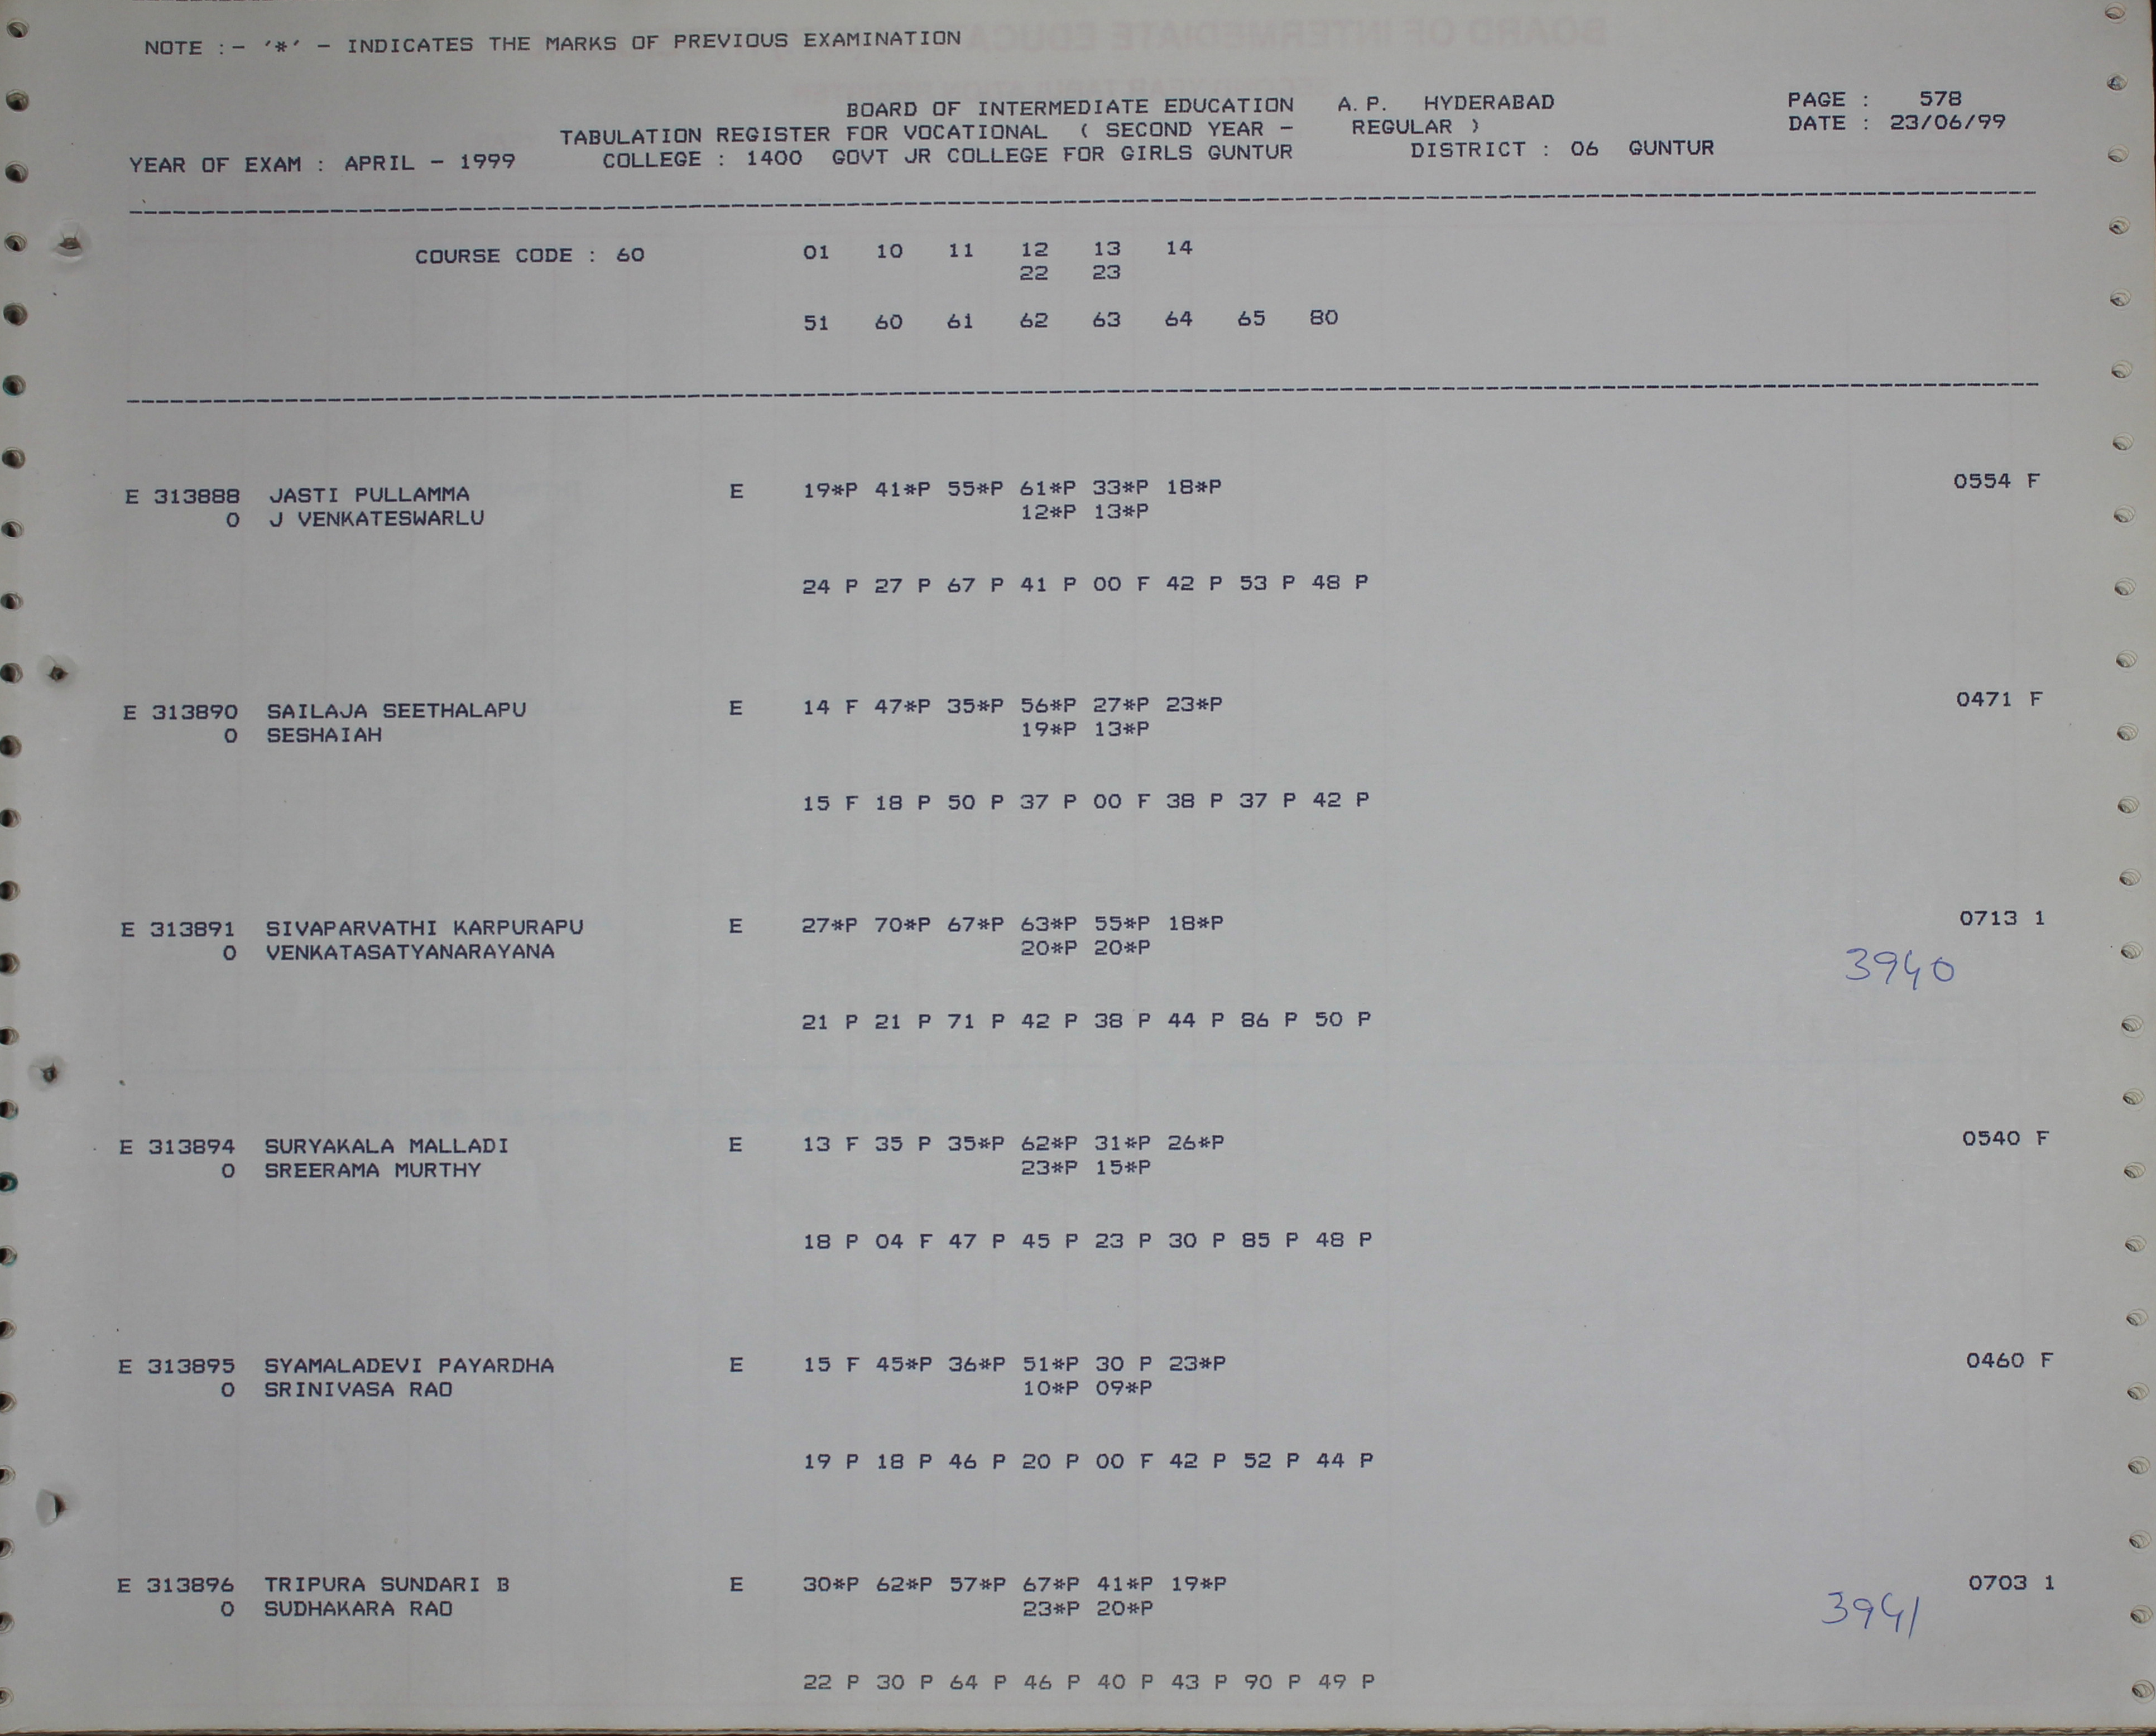 NOTE :- '*' - INDICATES THE MARKS OF PREVIOUS EXAMINATION
BOARD OF INTERMEDIATE EDUCATION A.P. HYDERABAD PAGE : 578
TABULATION REGISTER FOR VOCATIONAL ( SECOND YEAR - REGULAR ) DATE : 23/06/99
YEAR OF EXAM : APRIL - 1999 COLLEGE : 1400 GOVT JR COLLEGE FOR GIRLS GUNTUR DISTRICT : 06 GUNTUR
COURSE CODE : 60 01 10 11 12 13 14
22 23
51 60 61 62 63 64 65 80
E 313888 JASTI PULLAMMA E 19*P 41*P 55*P 61*P 33*P 18*P 0554 F
0 J VENKATESWARLU 12*P 13*P
24 P 27 P 67 P 41 P 00 F 42 P 53 P 48 P
E 313890 SAILAJA SEETHALAPU E 14 F 47*P 35*P 56*P 27*P 23*P 0471 F
0 SESHAIAH 19*P 13*P
15 F 18 P 50 P 37 P 00 F 38 P 37 P 42 P
E 313891 SIVAPARVATHI KARPURAPU E 27*P 70*P 67*P 63*P 55*P 18*P 0713 1
0 VENKATASATYANARAYANA 20*P 20*P 3940
21 P 21 P 71 P 42 P 38 P 44 P 86 P 50 P
E 313894 SURYAKALA MALLADI E 13 F 35 P 35*P 62*P 31*P 26*P 0540 F
0 SREERAMA MURTHY 23*P 15*P
18 P 04 F 47 P 45 P 23 P 30 P 85 P 48 P
E 313895 SYAMALADEVI PAYARDHA E 15 F 45*P 36*P 51*P 30 P 23*P 0460 F
0 SRINIVASA RAO 10*P 09*P
19 P 18 P 46 P 20 P 00 F 42 P 52 P 44 P
E 313896 TRIPURA SUNDARI B E 30*P 62*P 57*P 67*P 41*P 19*P 0703 1
0 SUDHAKARA RAO 23*P 20*P 3941
22 P 30 P 64 P 46 P 40 P 43 P 90 P 49 P